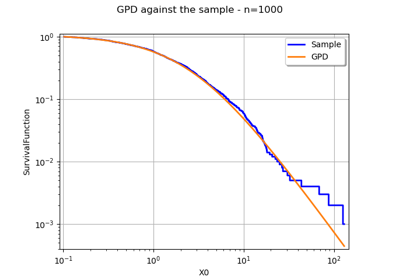 GPD against the sample - n=1000
10⁰
10⁻¹
10⁻²
10⁻³
SurvivalFunction
Sample
GPD
10⁻¹
10⁰
10¹
10²
X0